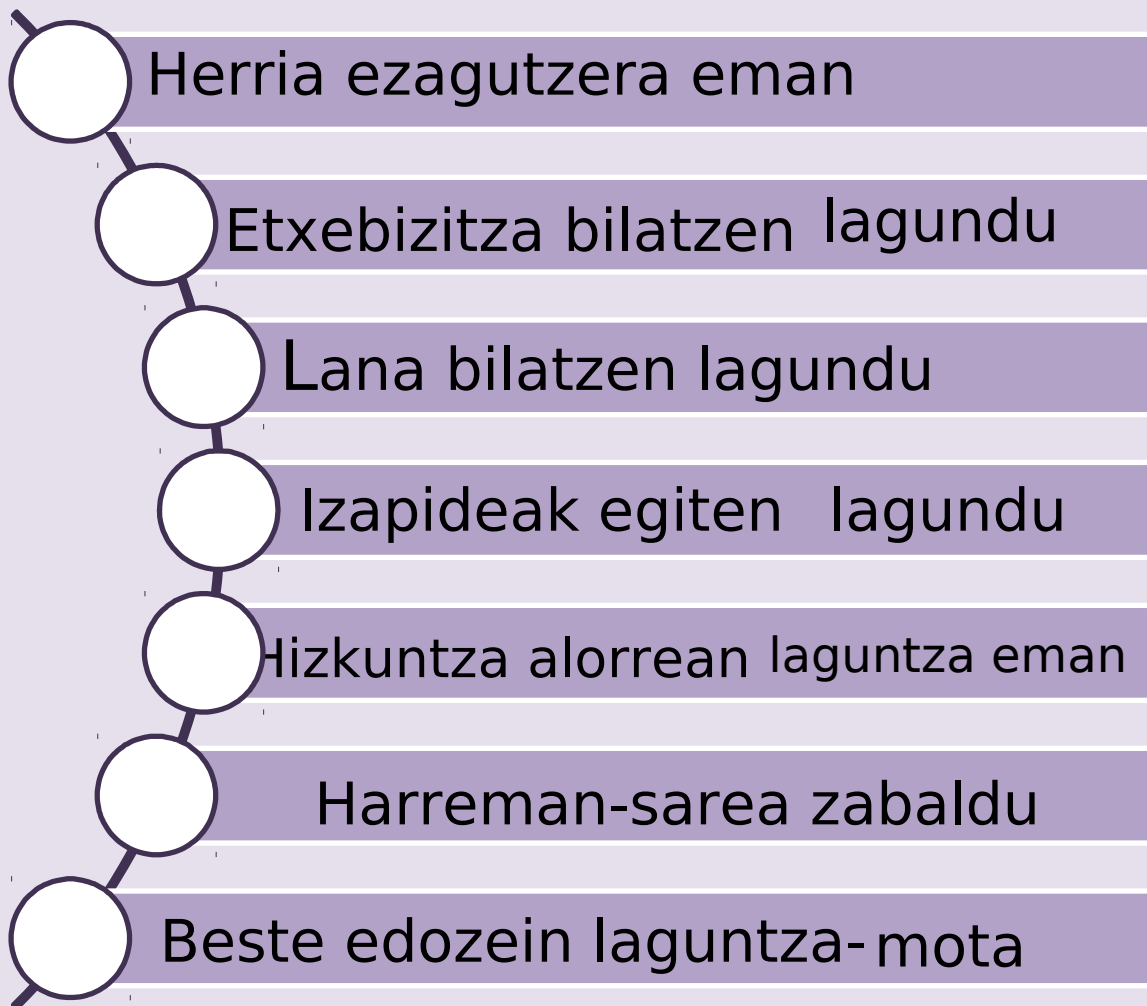 Herria ezagutzera eman
Etxebizitza bilatzen lagundu
Lana bilatzen lagundu
Izapideak egiten lagundu
Hizkuntza alorrean laguntza eman
Harreman-sarea zabaldu
Beste edozein laguntza-mota